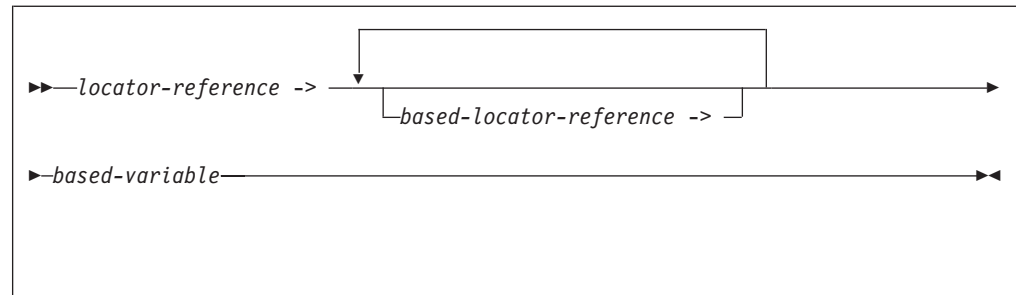 locator-reference ->
based-locator-reference ->
based-variable